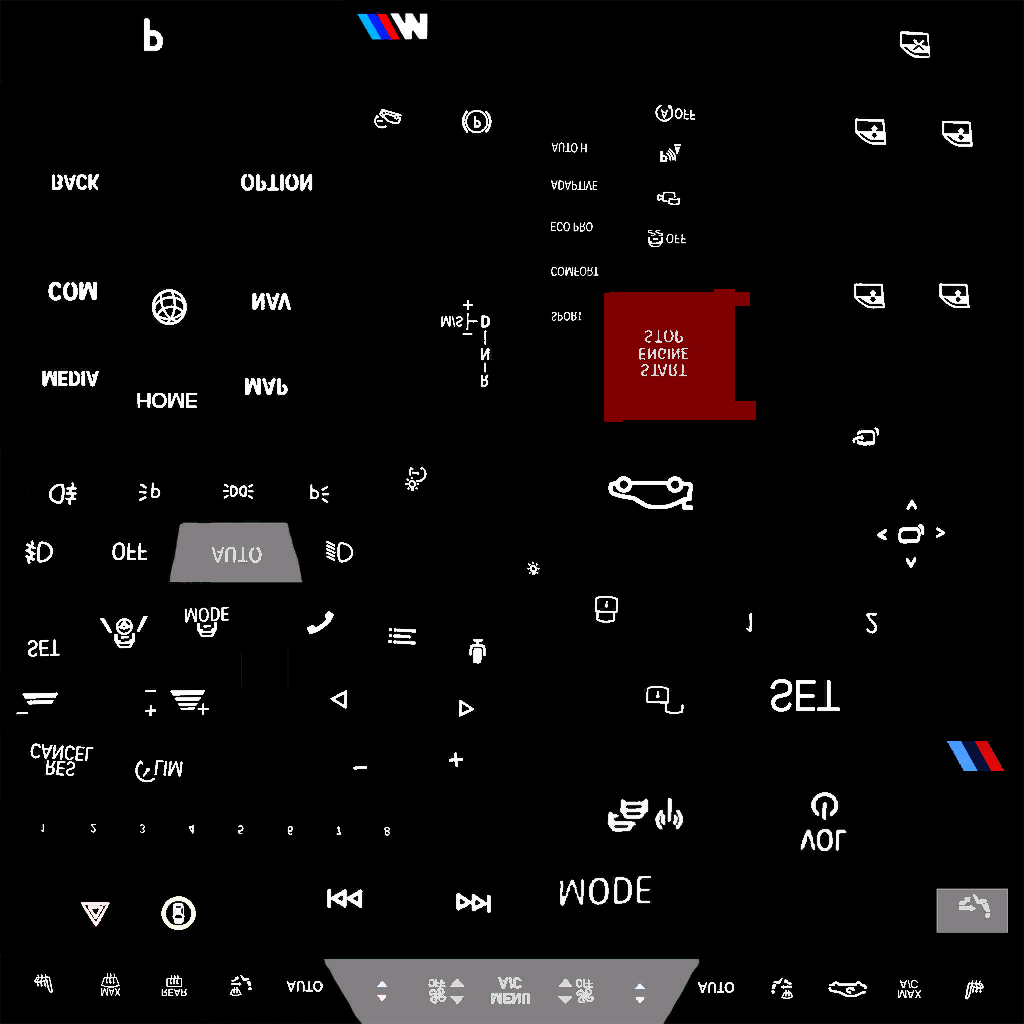 P
M
OFF
AUTO H
P
BACK
OPTION
ADAPTIVE
ECO PRO
OFF
COM
NAV
COMFORT
M/S
+
D
-
N
R
SPORT
START
ENGINE
STOP
MEDIA
MAP
HOME
P
P
OFF
AUTO
MODE
SET
1
2
-
-
+
+
SET
RES
CANCEL
LIM
-
+
1 2 3 4 5 6 7 8
VOL
MODE
MAX
REAR
AUTO
OFF
MENU
A/C
OFF
AUTO
MAX
A/C